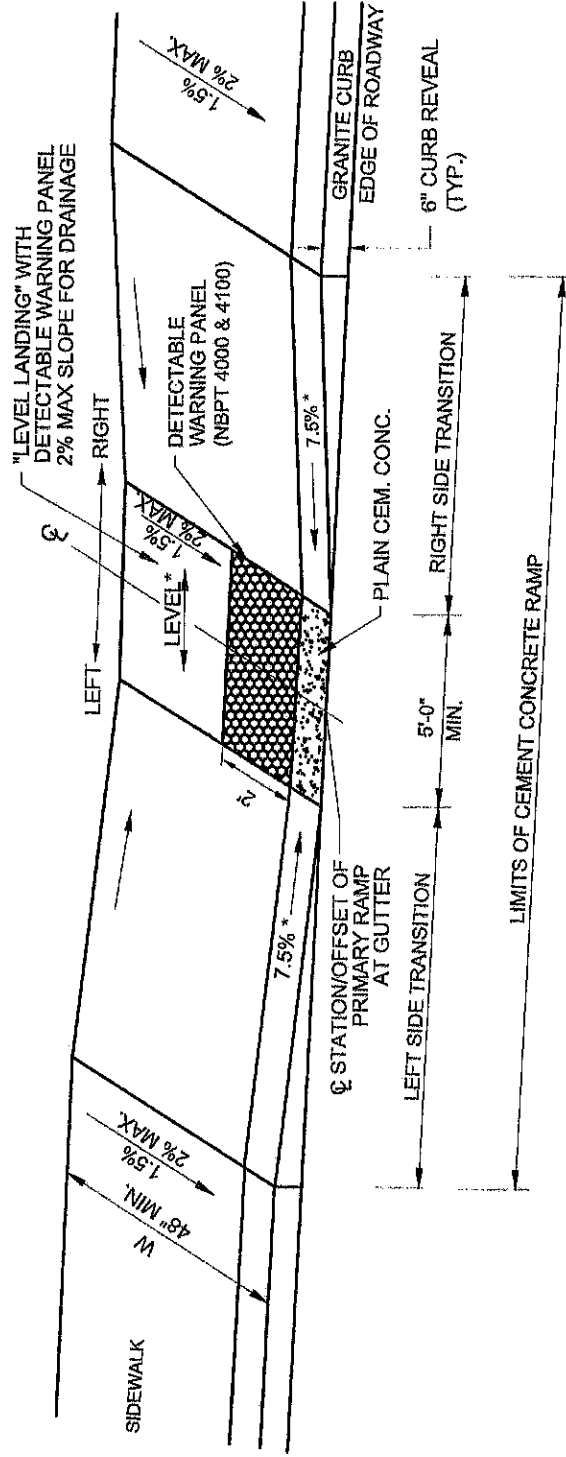 "LEVEL LANDING" WITH
DETECTABLE WARNING PANEL
2% MAX SLOPE FOR DRAINAGE
LEFT
RIGHT
℄
DETECTABLE
WARNING PANEL
(NBPT 4000 & 4100)
1.5%
2% MAX.
1.5%
2% MAX.
LEVEL*
SIDEWALK
W
48" MIN.
1.5%
2% MAX.
2'
7.5% *
7.5% *
GRANITE CURB
EDGE OF ROADWAY
6" CURB REVEAL
(TYP.)
PLAIN CEM. CONC.
℄ STATION/OFFSET OF
PRIMARY RAMP
AT GUTTER
LEFT SIDE TRANSITION
5'-0"
MIN.
RIGHT SIDE TRANSITION
LIMITS OF CEMENT CONCRETE RAMP